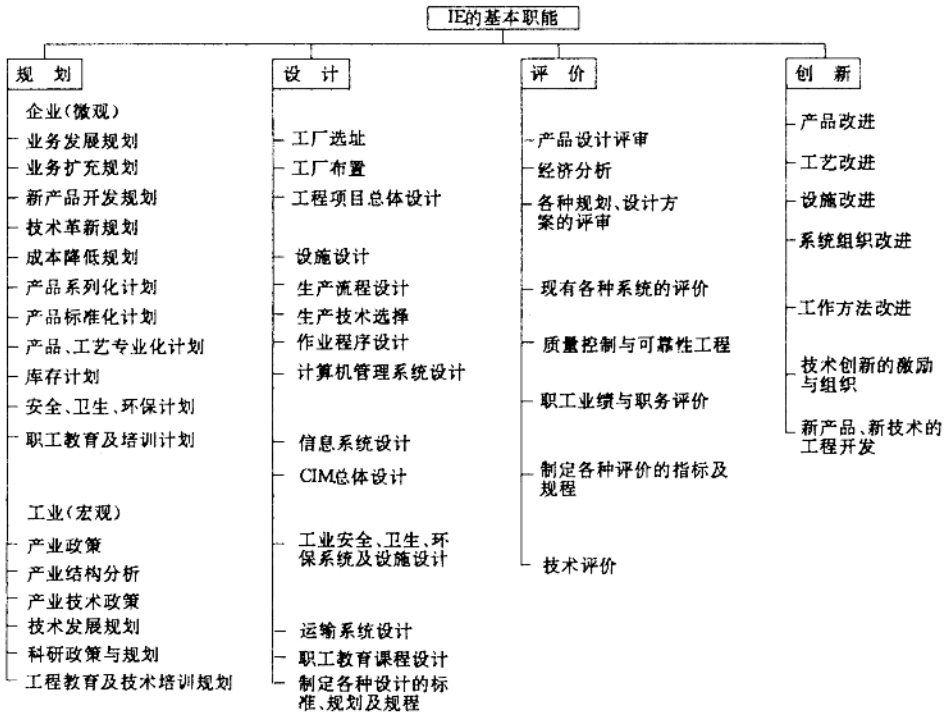 IE的基本职能
规 划
企业(微观)
业务发展规划
业务扩充规划
新产品开发规划
技术革新规划
成本降低规划
产品系列化计划
产品标准化计划
产品、工艺专业化计划
库存计划
安全、卫生、环保计划
职工教育及培训计划
工业(宏观)
产业政策
产业结构分析
产业技术政策
技术发展规划
科研政策与规划
工程教育及技术培训规划
设 计
工厂选址
工厂布置
工程项目总体设计
设施设计
生产流程设计
生产技术选择
作业程序设计
计算机管理系统设计
信息系统设计
CIM总体设计
工业安全、卫生、环
保系统及设施设计
运输系统设计
职工教育课程设计
制定各种设计的标
准、规划及规程
评 价
产品设计评审
经济分析
各种规划、设计方
案的评审
现有各种系统的评价
质量控制与可靠性工程
职工业绩与职务评价
制定各种评价的指标及
规程
技术评价
创 新
产品改进
工艺改进
设施改进
系统组织改进
工作方法改进
技术创新的激励
与组织
新产品、新技术的
工程开发